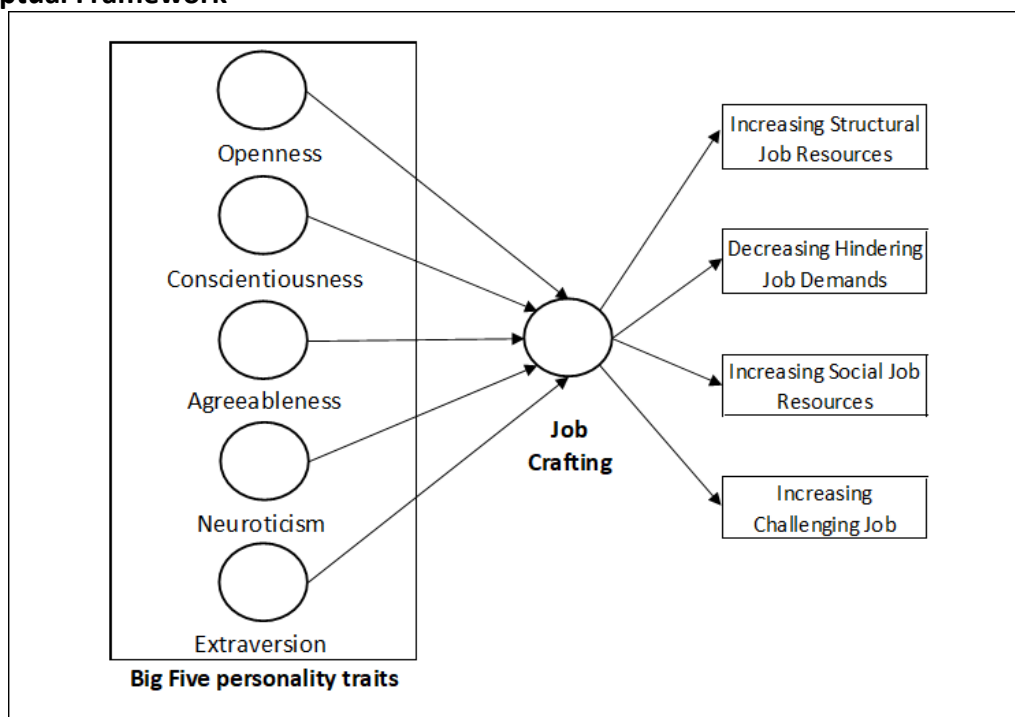 Openness
Conscientiousness
Agreeableness
Neuroticism
Extraversion
Big Five personality traits
Job
Crafting
Increasing Structural
Job Resources
Decreasing Hindering
Job Demands
Increasing Social Job
Resources
Increasing
Challenging Job